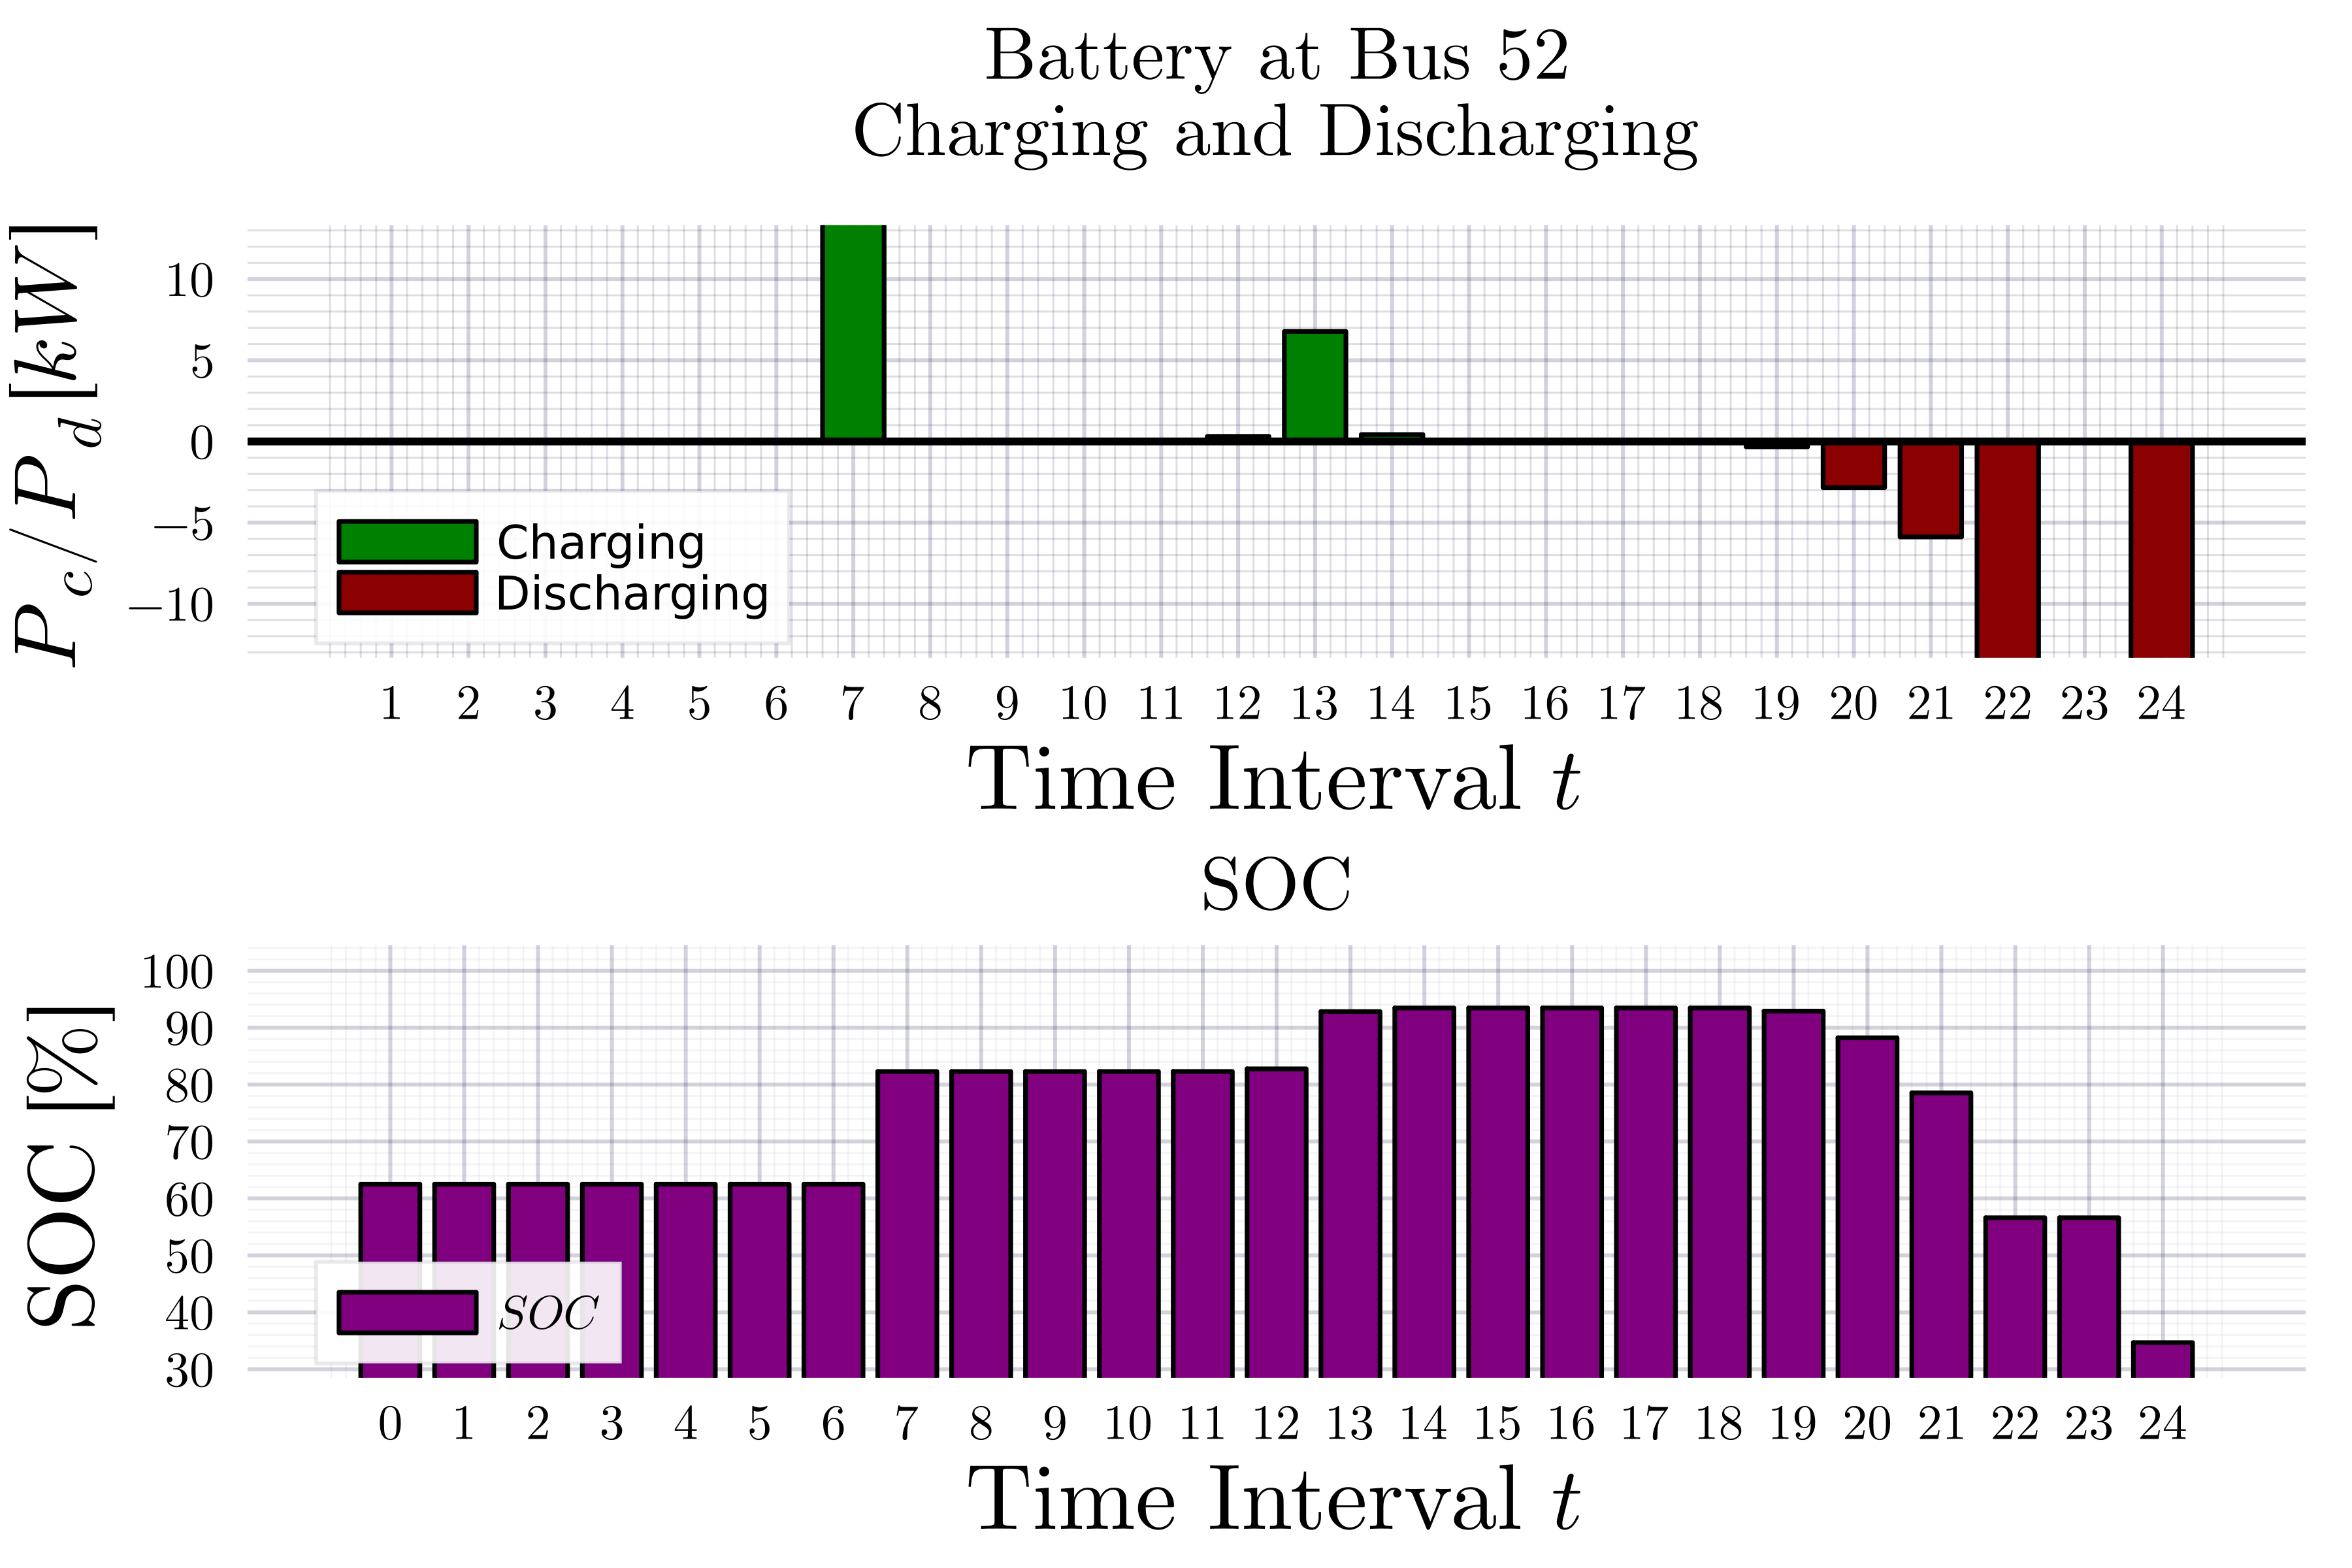 Battery at Bus 52
Charging and Discharging
P_c/P_d [kW]
10
5
0
−5
−10
Charging
Discharging
1 2 3 4 5 6 7 8 9 10 11 12 13 14 15 16 17 18 19 20 21 22 23 24
Time Interval t
SOC
SOC [%]
100
90
80
70
60
50
40
30
SOC
0 1 2 3 4 5 6 7 8 9 10 11 12 13 14 15 16 17 18 19 20 21 22 23 24
Time Interval t